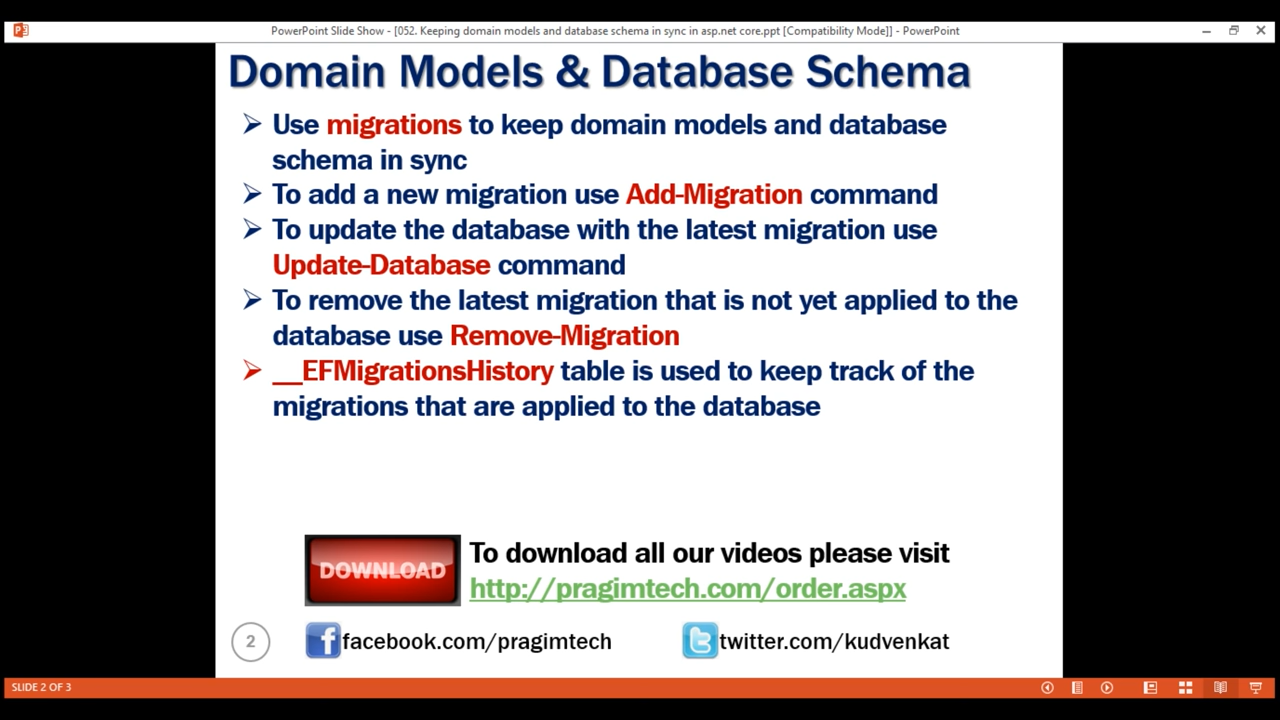 PowerPoint Slide Show - [052. Keeping domain models and database schema in sync in asp.net core.ppt [Compatibility Mode]] - PowerPoint
Domain Models & Database Schema
Use migrations to keep domain models and database
schema in sync
To add a new migration use Add-Migration command
To update the database with the latest migration use
Update-Database command
To remove the latest migration that is not yet applied to the
database use Remove-Migration
__EFMigrationsHistory table is used to keep track of the
migrations that are applied to the database
DOWNLOAD
To download all our videos please visit
http://pragimtech.com/order.aspx
2
facebook.com/pragimtech
twitter.com/kudvenkat
SLIDE 2 OF 3